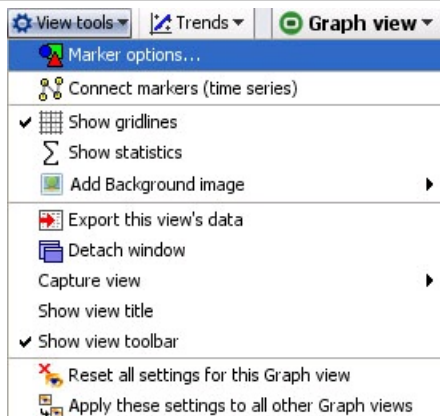 View tools Trends Graph view
Marker options...
Connect markers (time series)
Show gridlines
Show statistics
Add Background image
Export this view's data
Detach window
Capture view
Show view title
Show view toolbar
Reset all settings for this Graph view
Apply these settings to all other Graph views